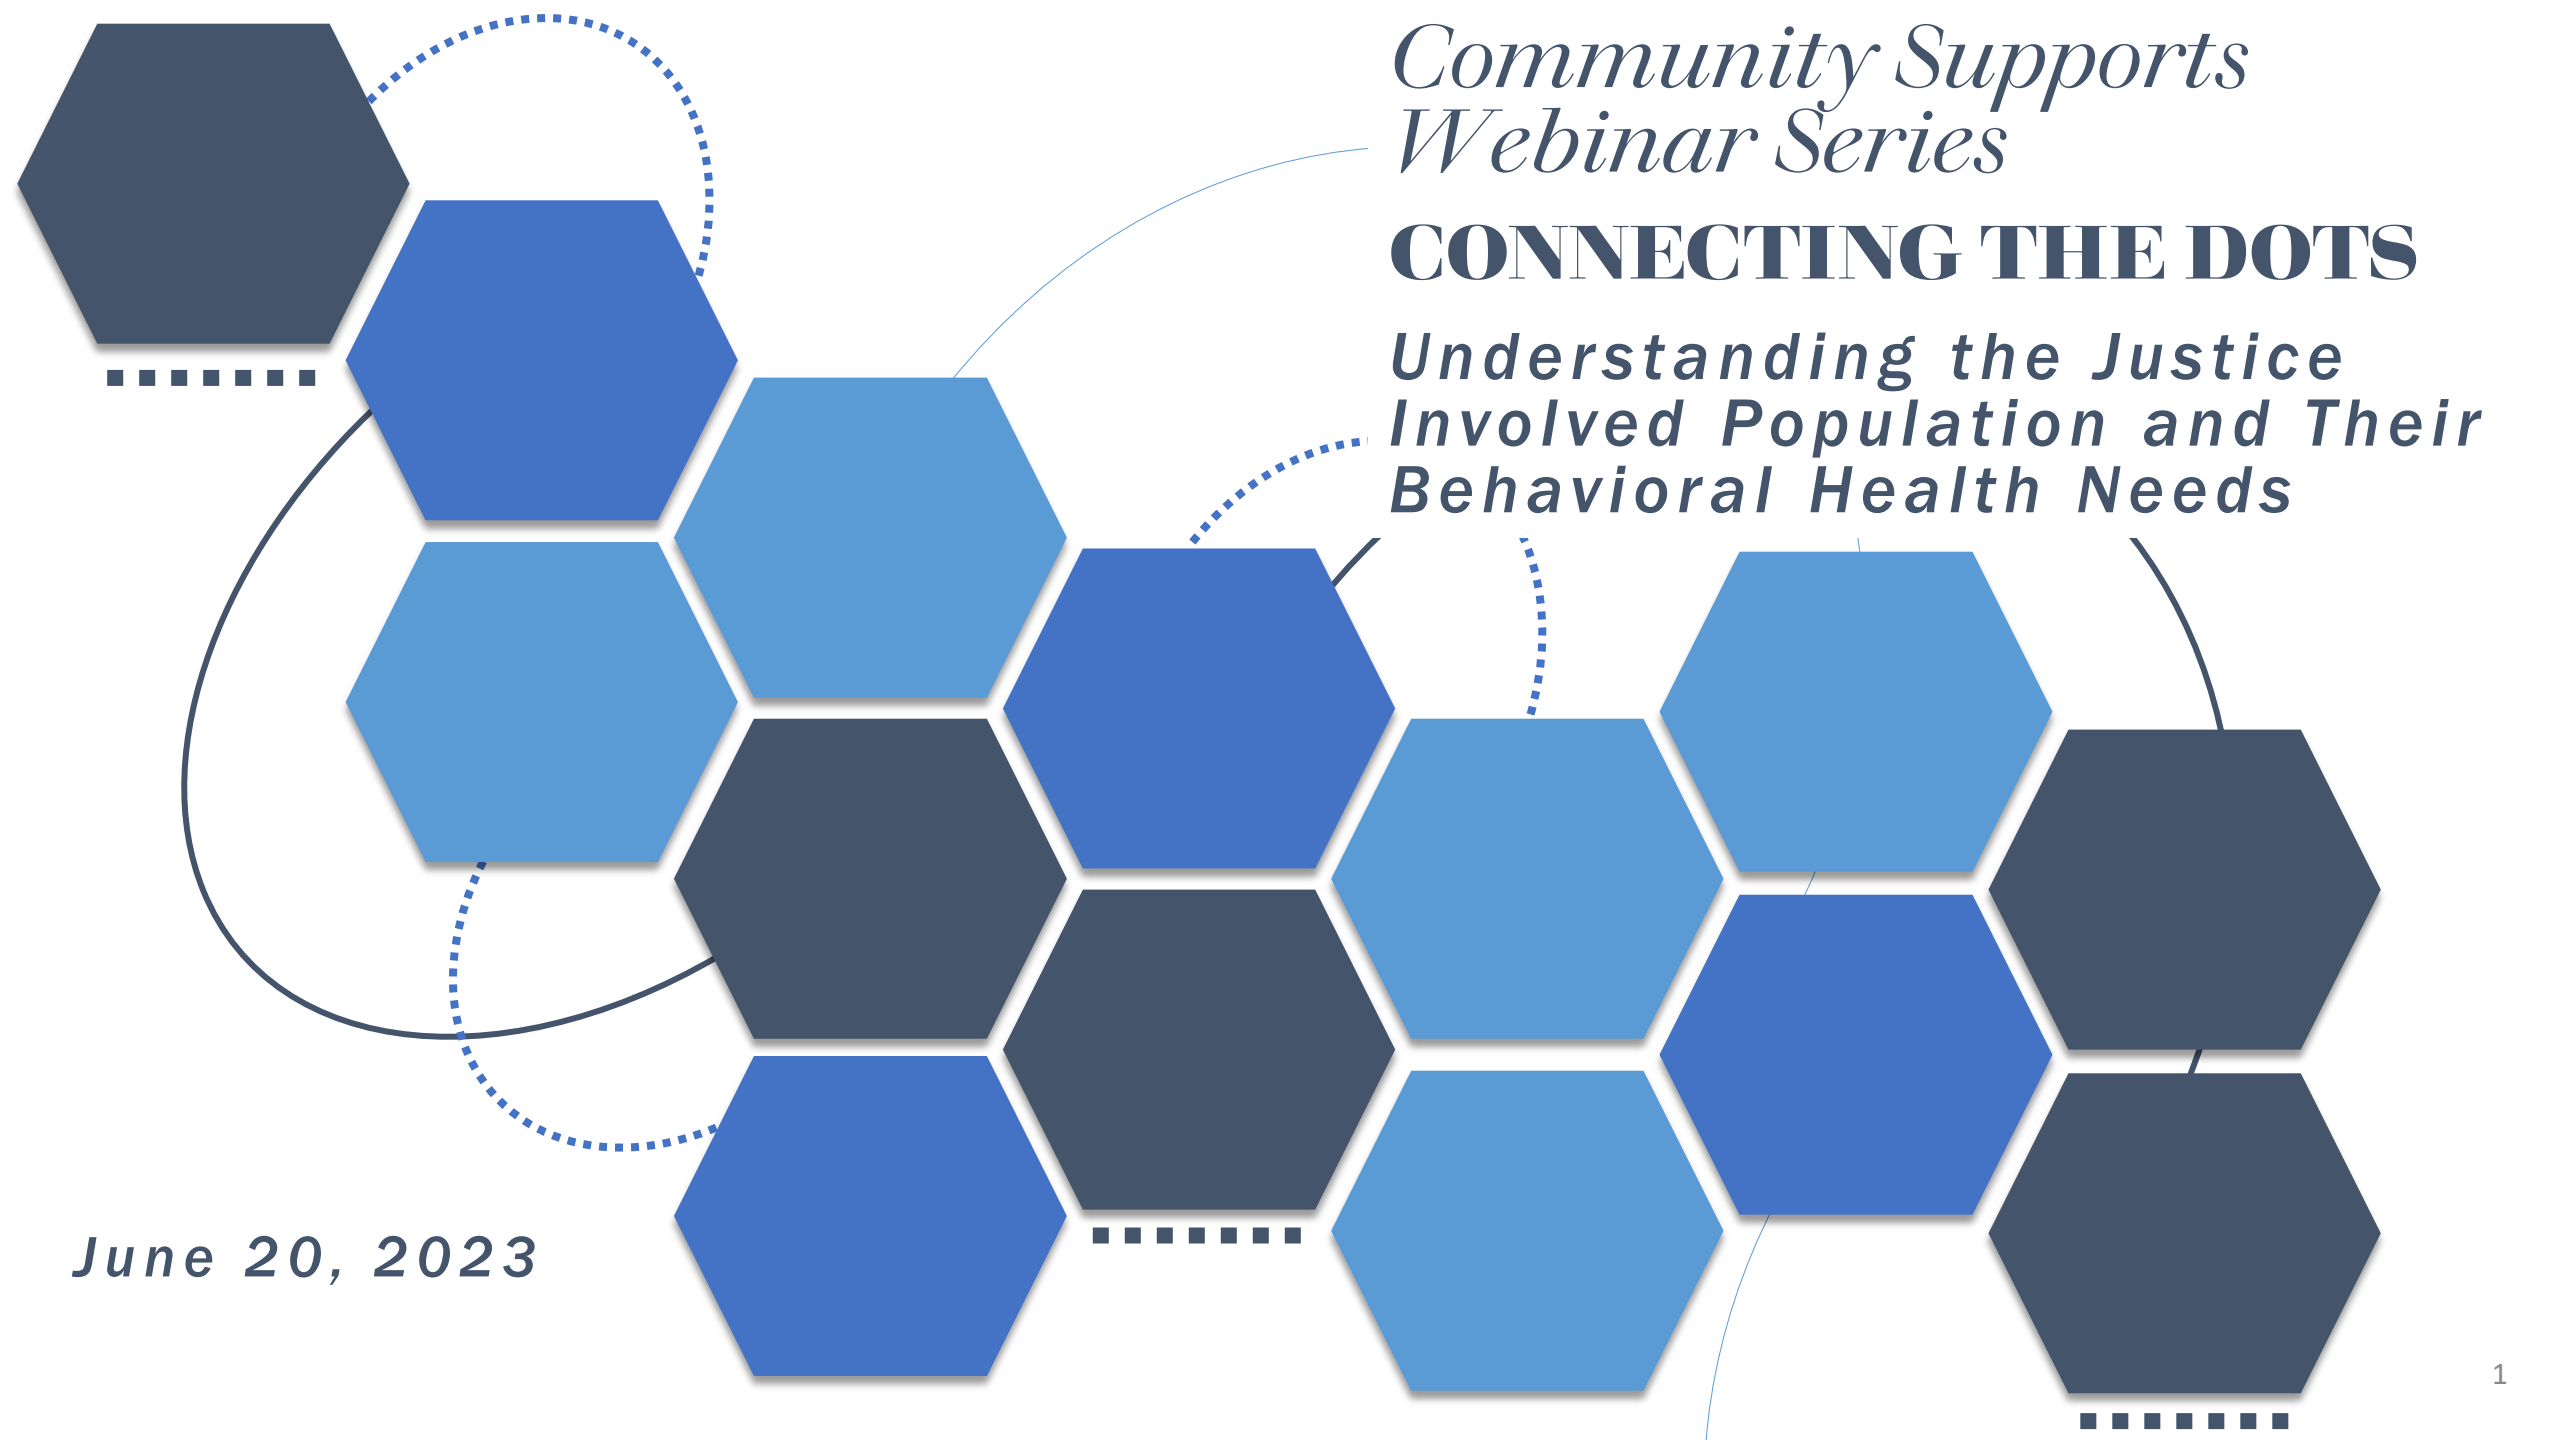 Community Supports
Webinar Series
CONNECTING THE DOTS
Understanding the Justice
Involved Population and Their
Behavioral Health Needs
June 20, 2023
1